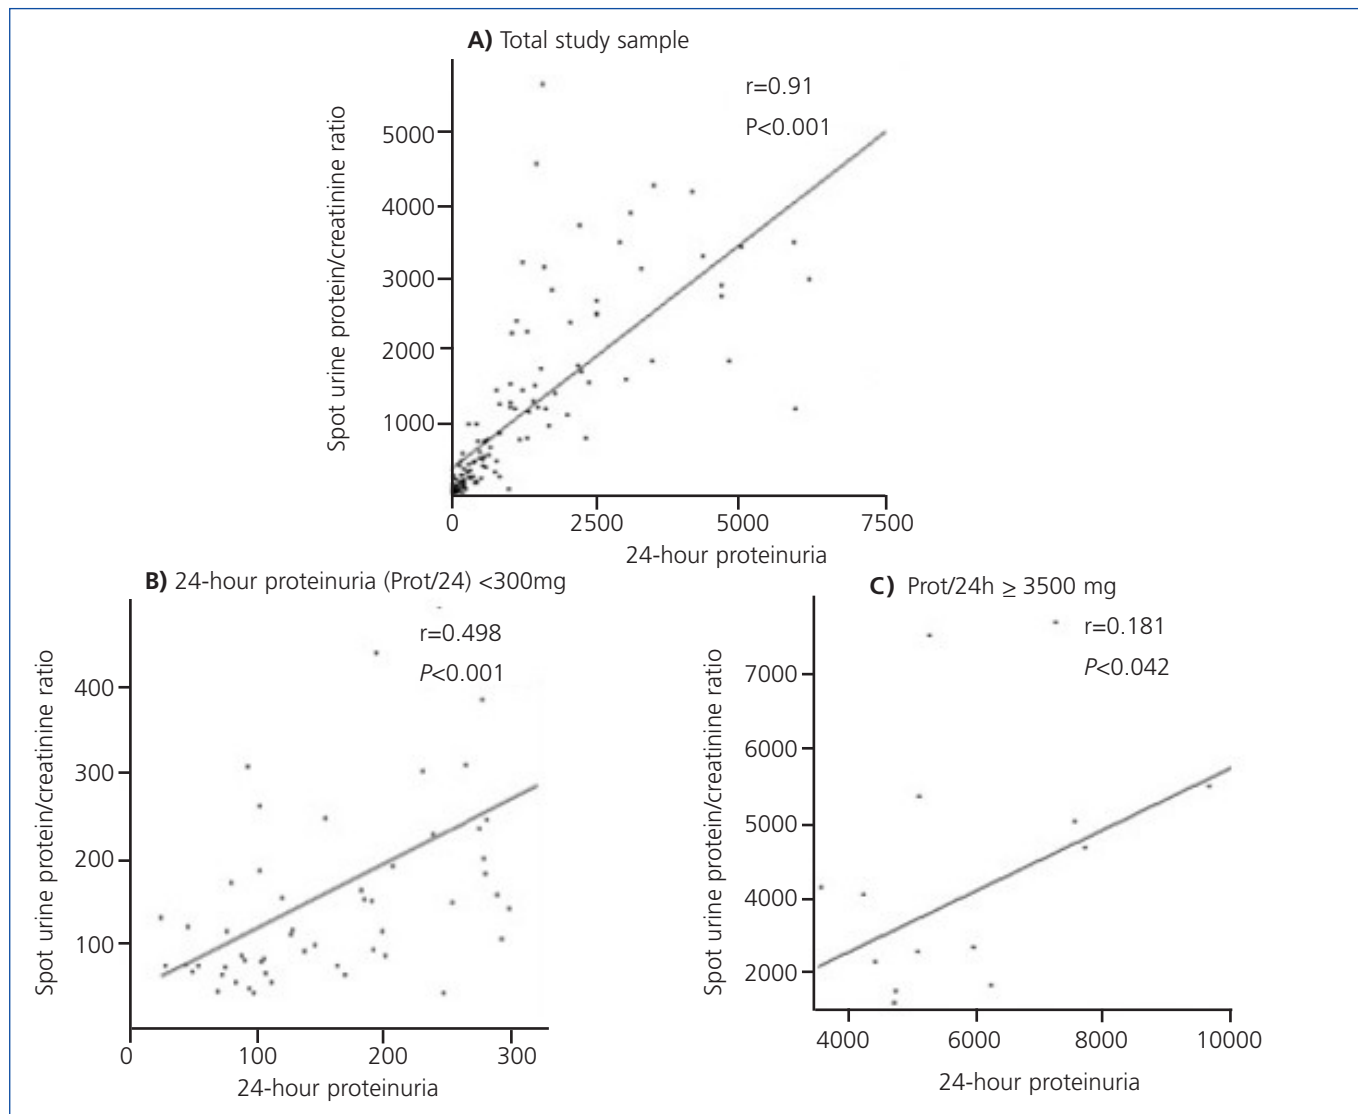 A) Total study sample
r=0.91
P<0.001
Spot urine protein/creatinine ratio
5000
4000
3000
2000
1000
0 2500 5000 7500
24-hour proteinuria
B) 24-hour proteinuria (Prot/24) <300mg
r=0.498
P<0.001
Spot urine protein/creatinine ratio
400
300
200
100
0 100 200 300
24-hour proteinuria
C) Prot/24h ≥ 3500 mg
r=0.181
P<0.042
Spot urine protein/creatinine ratio
7000
6000
5000
4000
2000
4000 6000 8000 10000
24-hour proteinuria